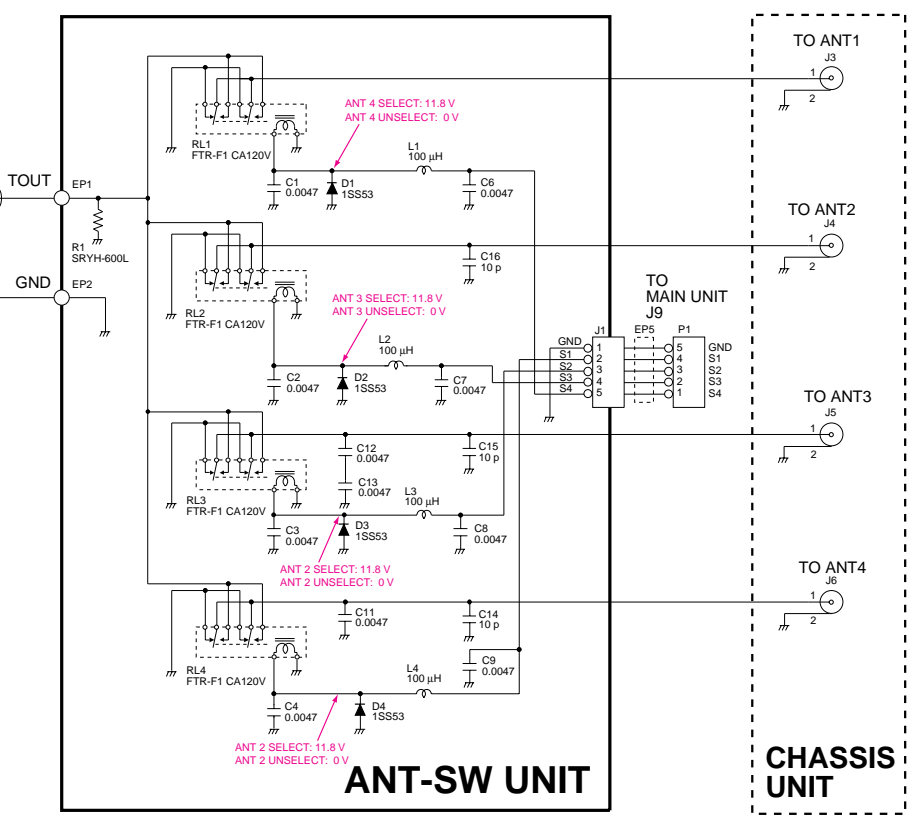 TO ANT1
J3
1
2
RL1
FTR-F1 CA120V
ANT 4 SELECT: 11.8 V
ANT 4 UNSELECT: 0 V
L1
100 µH
C1
0.0047
D1
1SS53
C6
0.0047
TOUT
EP1
R1
SRYH-600L
GND
EP2
TO ANT2
J4
1
2
C16
10 p
RL2
FTR-F1 CA120V
ANT 3 SELECT: 11.8 V
ANT 3 UNSELECT: 0 V
L2
100 µH
C2
0.0047
D2
1SS53
C7
0.0047
TO
MAIN UNIT
J9
J1
EP5
P1
GND 1 5 GND
S1 2 4 S1
S2 3 3 S2
S3 4 2 S3
S4 5 1 S4
TO ANT3
J5
1
2
C12
0.0047
C15
10 p
C13
0.0047
RL3
FTR-F1 CA120V
L3
100 µH
C3
0.0047
D3
1SS53
C8
0.0047
ANT 2 SELECT: 11.8 V
ANT 2 UNSELECT: 0 V
TO ANT4
J6
1
2
C11
0.0047
C14
10 p
RL4
FTR-F1 CA120V
L4
100 µH
C9
0.0047
C4
0.0047
D4
1SS53
ANT 2 SELECT: 11.8 V
ANT 2 UNSELECT: 0 V
ANT-SW UNIT
CHASSIS
UNIT